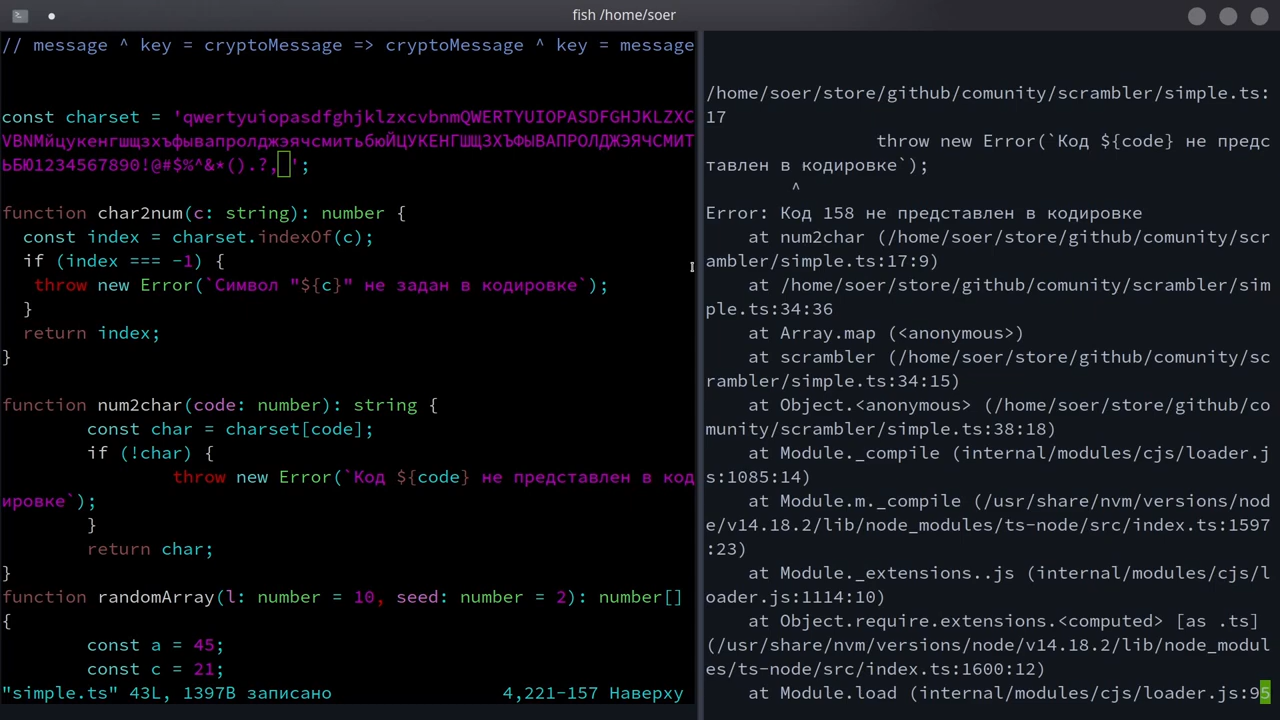 fish /home/soer
// message ^ key = cryptoMessage => cryptoMessage ^ key = message
const charset = 'qwertyuiopasdfghjklzxcvbnmQWERTYUIOPASDFGHJKLZXC
VBNMйцукенгшщзхъфывапролджэячсмитьбюЙЦУКЕНГШЩЗХЪФЫВАПРОЛДЖЭЯЧСМИТ
ЬБЮ1234567890!@#$%^&*().?, ';
function char2num(c: string): number {
const index = charset.indexOf(c);
if (index === -1) {
throw new Error(`Символ "${c}" не задан в кодировке`);
}
return index;
}
function num2char(code: number): string {
const char = charset[code];
if (!char) {
throw new Error(`Код ${code} не представлен в код
ировке`);
}
return char;
}
function randomArray(l: number = 10, seed: number = 2): number[]
{
const a = 45;
const c = 21;
"simple.ts" 43L, 1397B записано 4,221-157 Наверху
/home/soer/store/github/comunity/scrambler/simple.ts:
17
throw new Error(`Код ${code} не предс
тавлен в кодировке`);
^
Error: Код 158 не представлен в кодировке
at num2char (/home/soer/store/github/comunity/scr
ambler/simple.ts:17:9)
at /home/soer/store/github/comunity/scrambler/sim
ple.ts:34:36
at Array.map (<anonymous>)
at scrambler (/home/soer/store/github/comunity/sc
rambler/simple.ts:34:15)
at Object.<anonymous> (/home/soer/store/github/co
munity/scrambler/simple.ts:38:18)
at Module._compile (internal/modules/cjs/loader.j
s:1085:14)
at Module.m._compile (/usr/share/nvm/versions/nod
e/v14.18.2/lib/node_modules/ts-node/src/index.ts:1597
:23)
at Module._extensions..js (internal/modules/cjs/l
oader.js:1114:10)
at Object.require.extensions.<computed> [as .ts]
(/usr/share/nvm/versions/node/v14.18.2/lib/node_modul
es/ts-node/src/index.ts:1600:12)
at Module.load (internal/modules/cjs/loader.js:95